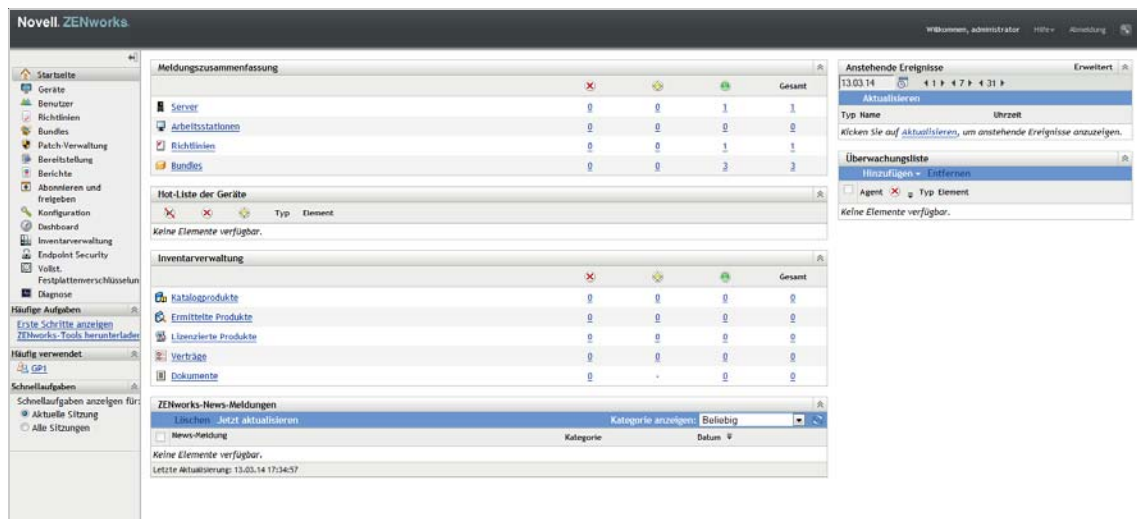 Novell. ZENworks.
Willkommen, administrator Hilfe Abmeldung
Startseite
Geräte
Benutzer
Richtlinien
Bundles
Patch-Verwaltung
Bereitstellung
Berichte
Abonnieren und
freigeben
Konfiguration
Dashboard
Inventarverwaltung
Endpoint Security
Vollst.
Festplattenverschlüsselun
Diagnose
Häufige Aufgaben
Erste Schritte anzeigen
ZENworks-Tools herunterladen
Häufig verwendet
GP1
Schnellaufgaben
Schnellaufgaben anzeigen für:
Aktuelle Sitzung
Alle Sitzungen
Meldungszusammenfassung
Gesamt
Server 0 0 1 1
Arbeitsstationen 0 0 0 0
Richtlinien 0 0 1 1
Bundles 0 0 3 3
Hot-Liste der Geräte
Typ Element
Keine Elemente verfügbar.
Inventarverwaltung
Gesamt
Katalogprodukte 0 0 0 0
Ermittelte Produkte 0 0 0 0
Lizenzierte Produkte 0 0 0 0
Verträge 0 0 0 0
Dokumente 0 - 0 0
ZENworks-News-Meldungen
Löschen Jetzt aktualisieren Kategorie anzeigen: Beliebig
News-Meldung Kategorie Datum
Keine Elemente verfügbar.
Letzte Aktualisierung: 13.03.14 17:34:57
Anstehende Ereignisse Erweitert
13.03.14 1 7 31
Aktualisieren
Typ Name Uhrzeit
Klicken Sie auf Aktualisieren, um anstehende Ereignisse anzuzeigen.
Überwachungsliste
Hinzufügen Entfernen
Agent Typ Element
Keine Elemente verfügbar.